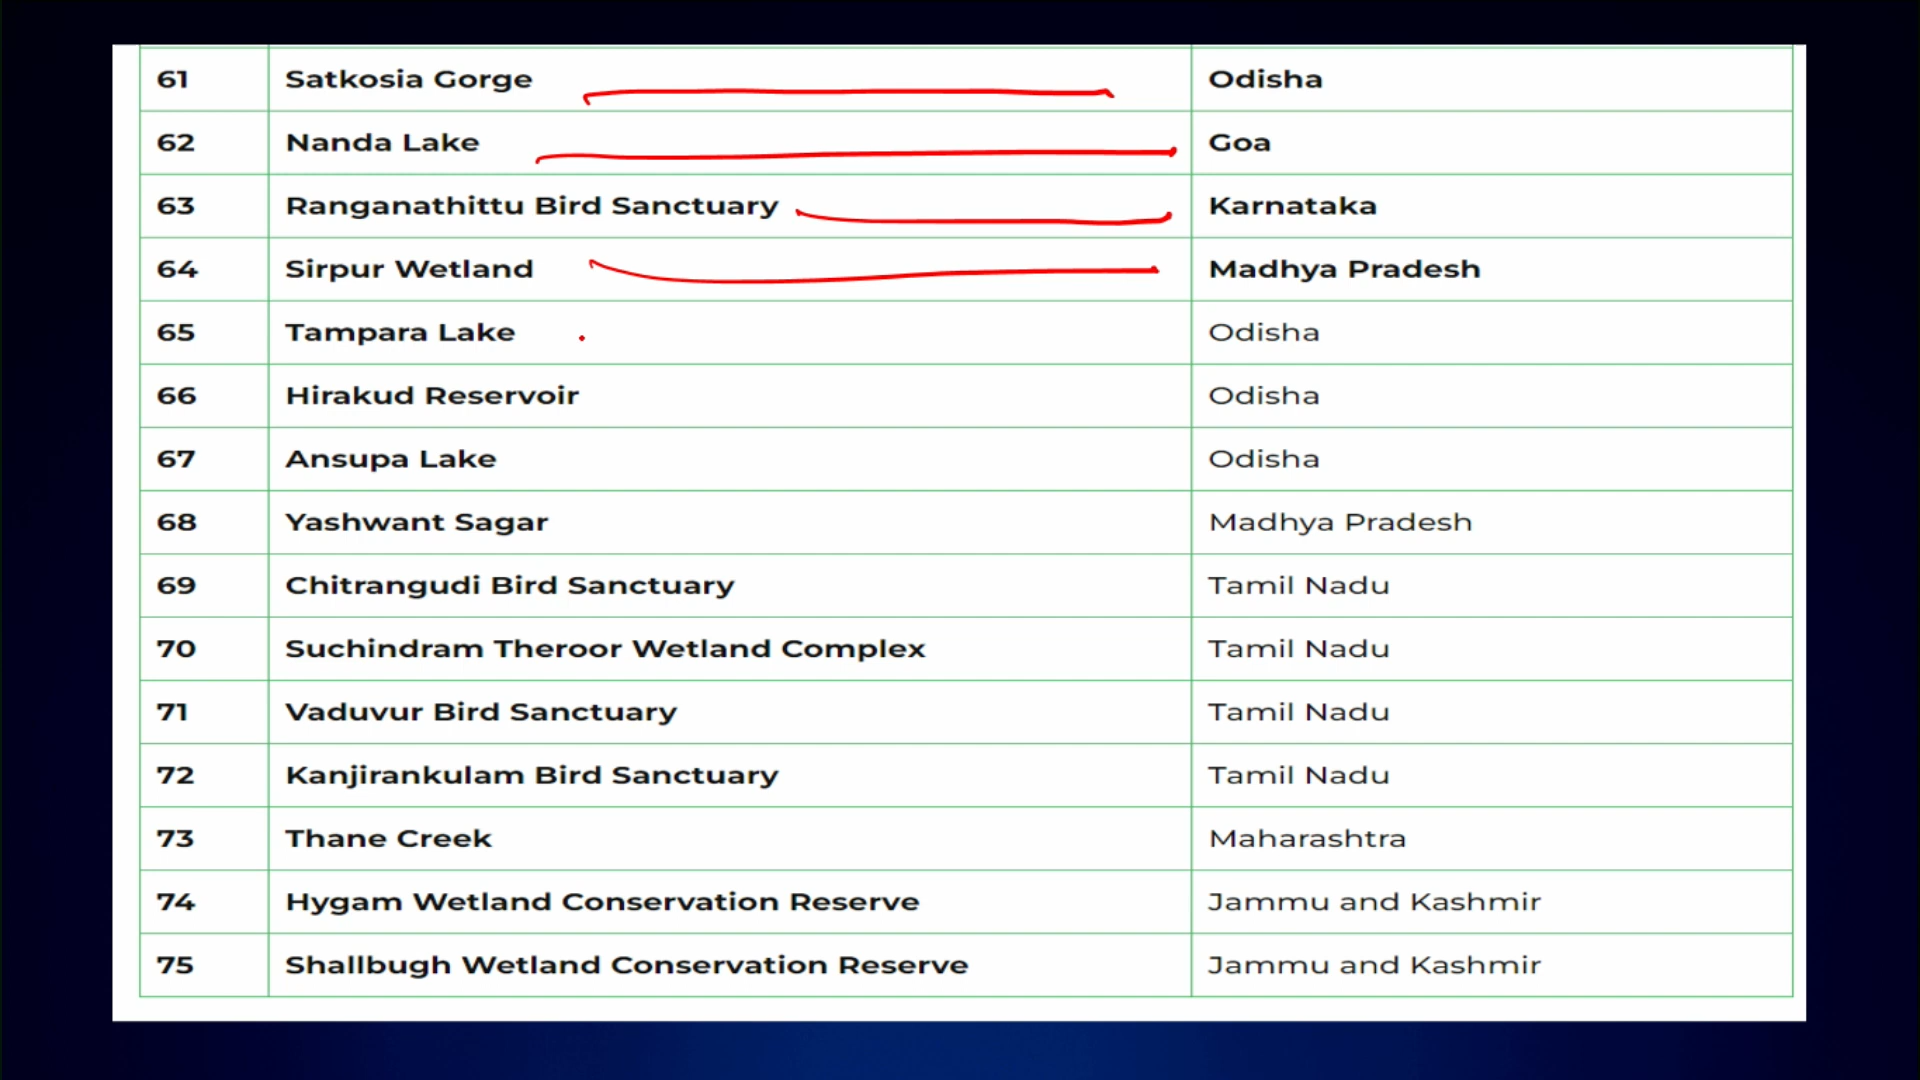 61 Satkosia Gorge Odisha
62 Nanda Lake Goa
63 Ranganathittu Bird Sanctuary Karnataka
64 Sirpur Wetland Madhya Pradesh
65 Tampara Lake Odisha
66 Hirakud Reservoir Odisha
67 Ansupa Lake Odisha
68 Yashwant Sagar Madhya Pradesh
69 Chitrangudi Bird Sanctuary Tamil Nadu
70 Suchindram Theroor Wetland Complex Tamil Nadu
71 Vaduvur Bird Sanctuary Tamil Nadu
72 Kanjirankulam Bird Sanctuary Tamil Nadu
73 Thane Creek Maharashtra
74 Hygam Wetland Conservation Reserve Jammu and Kashmir
75 Shallbugh Wetland Conservation Reserve Jammu and Kashmir